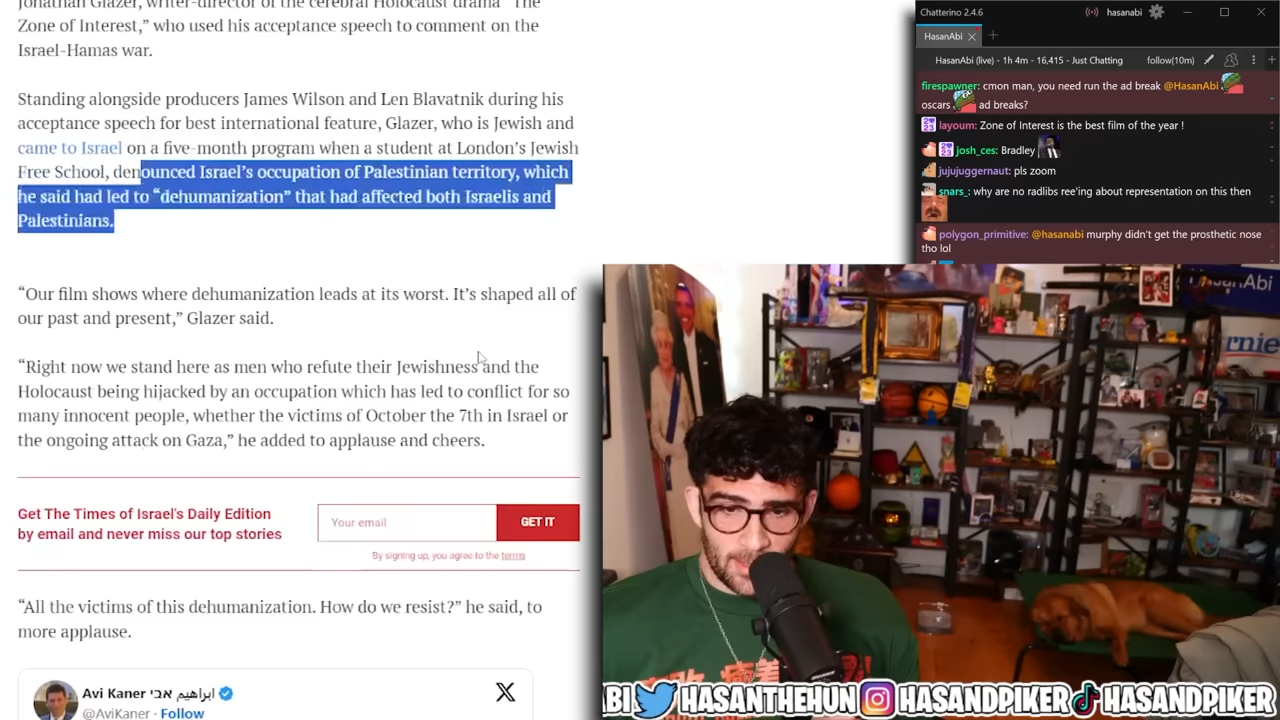 Jonathan Glazer, writer-director of the cerebral Holocaust drama "The
Zone of Interest," who used his acceptance speech to comment on the
Israel-Hamas war.
Standing alongside producers James Wilson and Len Blavatnik during his
acceptance speech for best international feature, Glazer, who is Jewish and
came to Israel on a five-month program when a student at London's Jewish
Free School, denounced Israel's occupation of Palestinian territory, which
he said had led to “dehumanization” that had affected both Israelis and
Palestinians.
“Our film shows where dehumanization leads at its worst. It's shaped all of
our past and present,” Glazer said.
“Right now we stand here as men who refute their Jewishness and the
Holocaust being hijacked by an occupation which has led to conflict for so
many innocent people, whether the victims of October the 7th in Israel or
the ongoing attack on Gaza,” he added to applause and cheers.
Get The Times of Israel's Daily Edition
by email and never miss our top stories
Your email
GET IT
By signing up, you agree to the terms
“All the victims of this dehumanization. How do we resist?” he said, to
more applause.
Avi Kaner ابراهيم אבי
@AviKaner · Follow
Chatterino 2.4.6
hasanabi
HasanAbi
HasanAbi (live) - 1h 4m - 16,415 - Just Chatting
follow(10m)
firespawner: cmon man, you need run the ad break @HasanAbi
oscars ad breaks?
layoum: Zone of Interest is the best film of the year !
josh_ces: Bradley
jujujuggernaut: pls zoom
snars_: why are no radlibs ree'ing about representation on this then
polygon_primitive: @hasanabi murphy didn't get the prosthetic nose
tho lol
HasanAbi
ernie
BI HASANTHEHUN HASANDPIKER HASANDPIKER